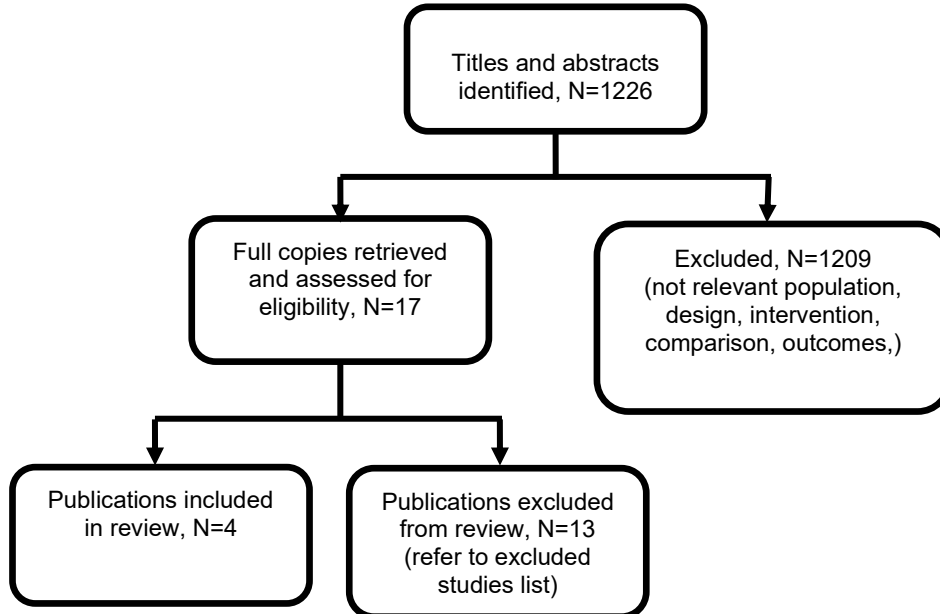 Titles and abstracts
identified, N=1226
Full copies retrieved
and assessed for
eligibility, N=17
Excluded, N=1209
(not relevant population,
design, intervention,
comparison, outcomes,)
Publications included
in review, N=4
Publications excluded
from review, N=13
(refer to excluded
studies list)